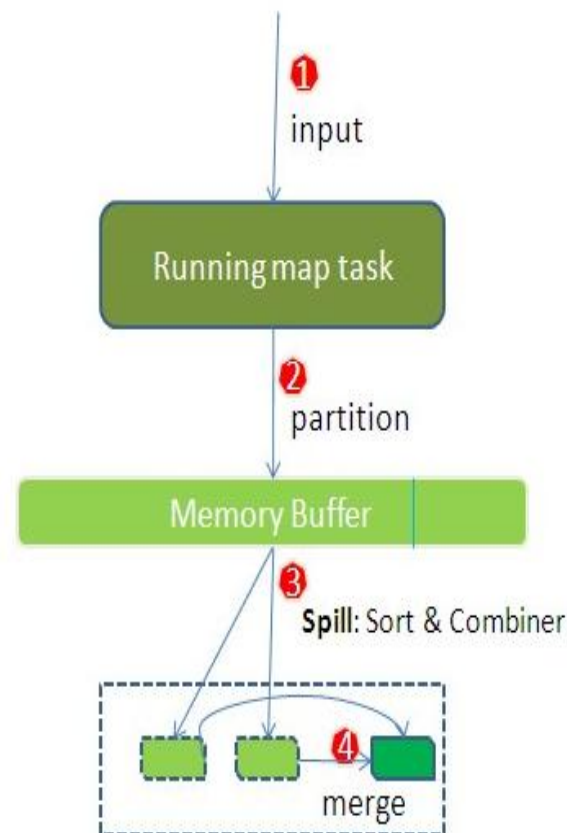 1
input
Running map task
2
partition
Memory Buffer
3
Spill: Sort & Combiner
4
merge